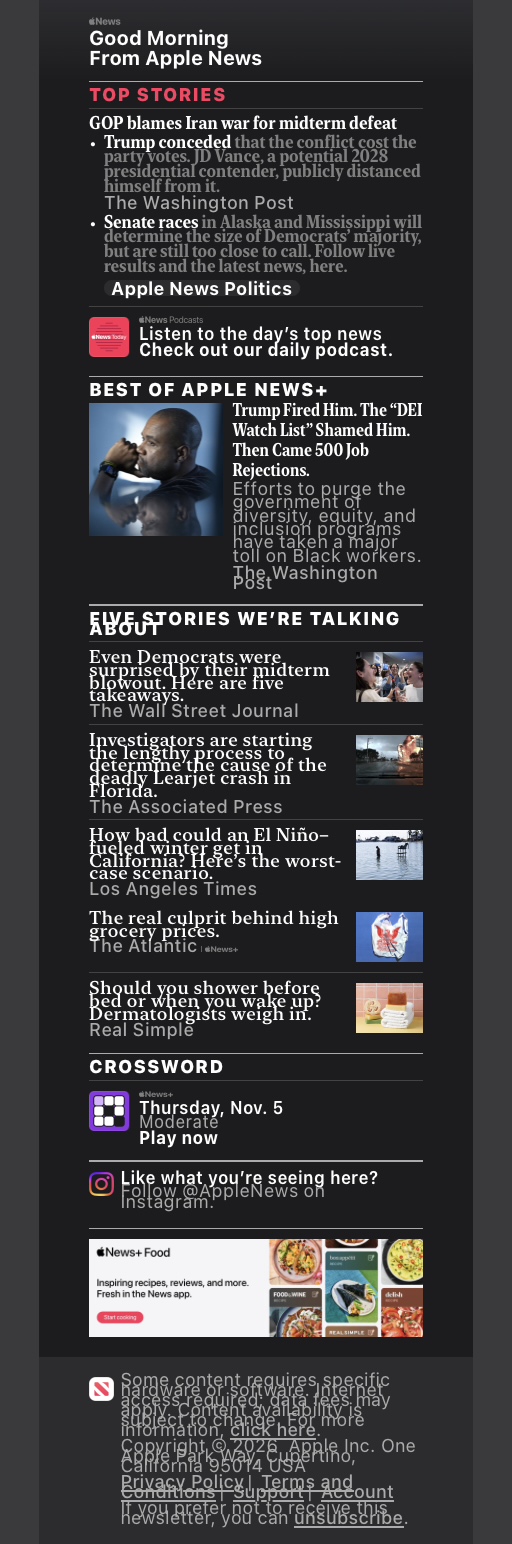 News
Good Morning
From Apple News
TOP STORIES
GOP blames Iran war for midterm defeat
• Trump conceded that the conflict cost the
party votes. JD Vance, a potential 2028
presidential contender, publicly distanced
himself from it.
The Washington Post
• Senate races in Alaska and Mississippi will
determine the size of Democrats’ majority,
but are still too close to call. Follow live
results and the latest news, here.
Apple News Politics
News Podcasts
News Today
Listen to the day’s top news
Check out our daily podcast.
BEST OF APPLE NEWS+
Trump Fired Him. The “DEI
Watch List” Shamed Him.
Then Came 500 Job
Rejections.
Efforts to purge the
government of
diversity, equity, and
inclusion programs
have taken a major
toll on Black workers.
The Washington
Post
FIVE STORIES WE’RE TALKING
ABOUT
Even Democrats were
surprised by their midterm
blowout. Here are five
takeaways.
The Wall Street Journal
Investigators are starting
the lengthy process to
determine the cause of the
deadly Learjet crash in
Florida.
The Associated Press
How bad could an El Niño–
fueled winter get in
California? Here’s the worst-
case scenario.
Los Angeles Times
The real culprit behind high
grocery prices.
The Atlantic | News+
Should you shower before
bed or when you wake up?
Dermatologists weigh in.
Real Simple
CROSSWORD
News+
Thursday, Nov. 5
Moderate
Play now
Like what you’re seeing here?
Follow @AppleNews on
Instagram.
News+ Food
Inspiring recipes, reviews, and more.
Fresh in the News app.
Start cooking
bon appétit
FOOD&WINE
delish
REAL SIMPLE
Some content requires specific
hardware or software. Internet
access required; data fees may
apply. Content availability is
subject to change. For more
information, click here.
Copyright © 2026 Apple Inc. One
Apple Park Way, Cupertino,
California 95014 USA
Privacy Policy | Terms and
Conditions | Support | Account
If you prefer not to receive this
newsletter, you can unsubscribe.